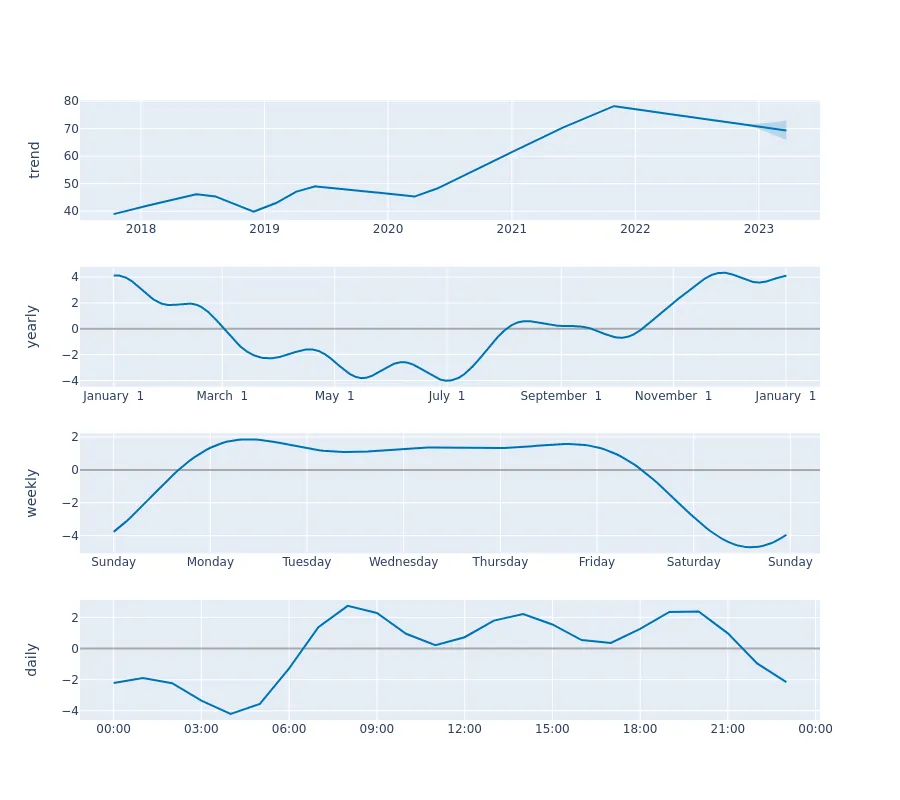 trend
80
70
60
50
40
2018 2019 2020 2021 2022 2023
yearly
4
2
0
−2
−4
January 1 March 1 May 1 July 1 September 1 November 1 January 1
weekly
2
0
−2
−4
Sunday Monday Tuesday Wednesday Thursday Friday Saturday Sunday
daily
2
0
−2
−4
00:00 03:00 06:00 09:00 12:00 15:00 18:00 21:00 00:00